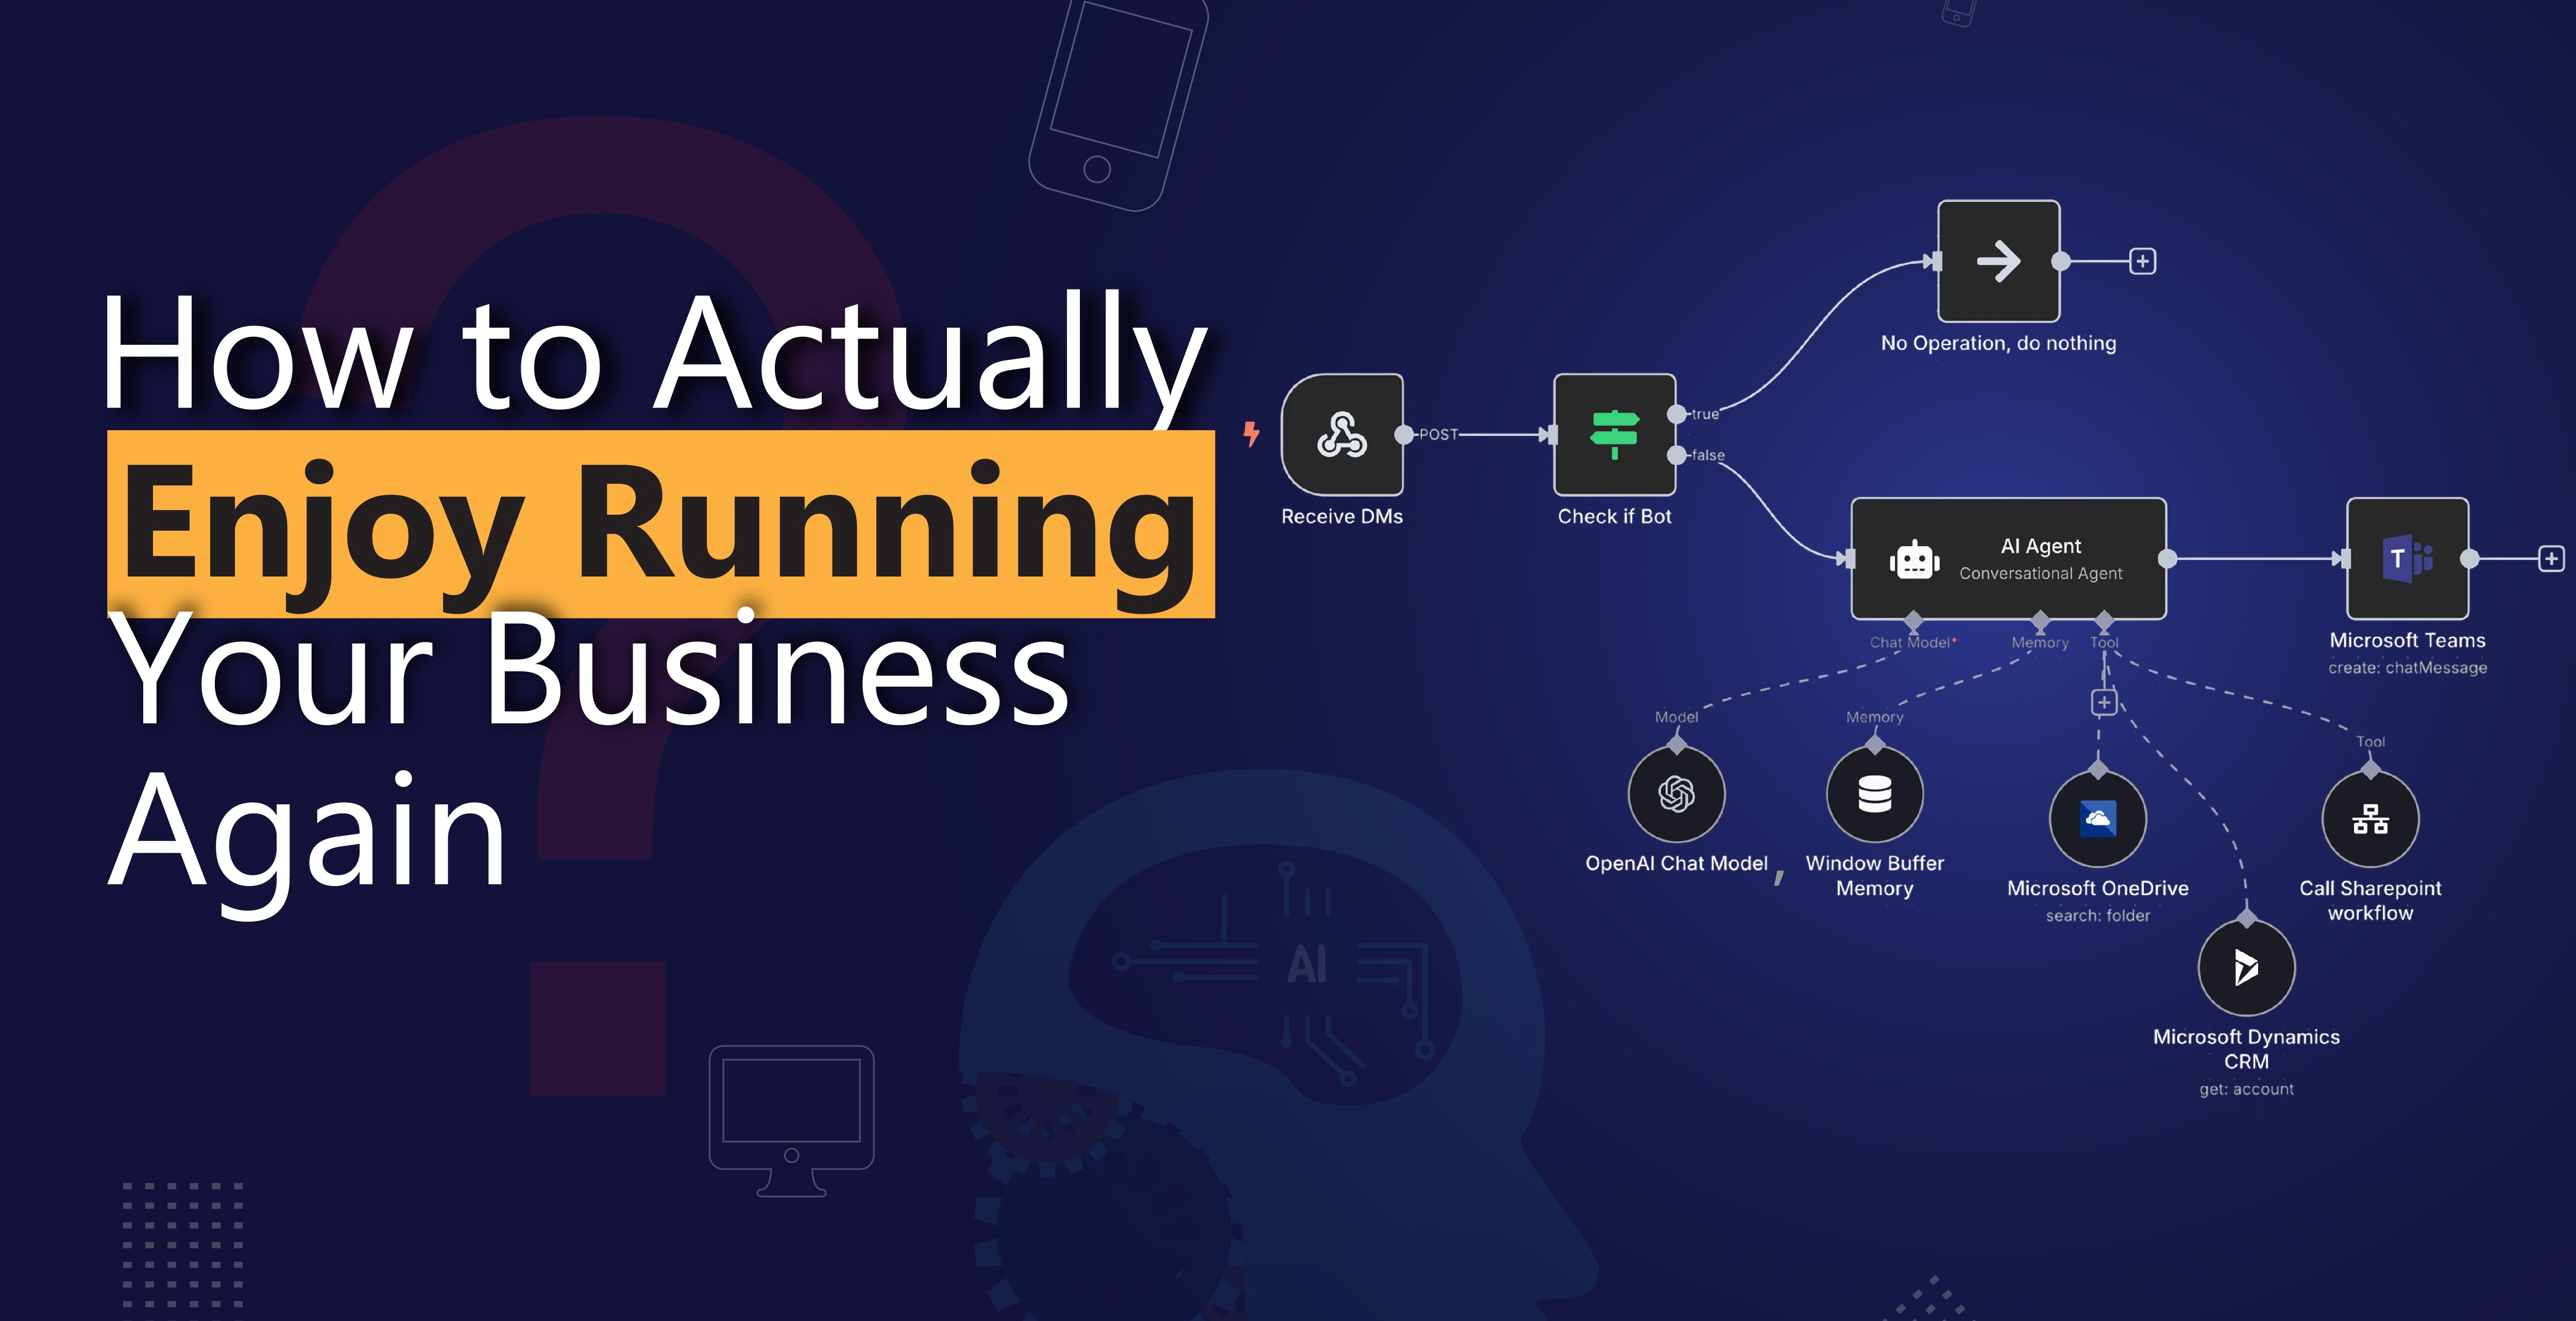 How to Actually
Enjoy Running
Your Business
Again
No Operation, do nothing
Receive DMs
POST
Check if Bot
true
false
AI Agent
Conversational Agent
Chat Model*
Memory
Tool
T
Microsoft Teams
create: chatMessage
Model
Memory
Tool
OpenAI Chat Model
,
Window Buffer
Memory
Microsoft OneDrive
search: folder
Call Sharepoint
workflow
Microsoft Dynamics
CRM
get: account
AI